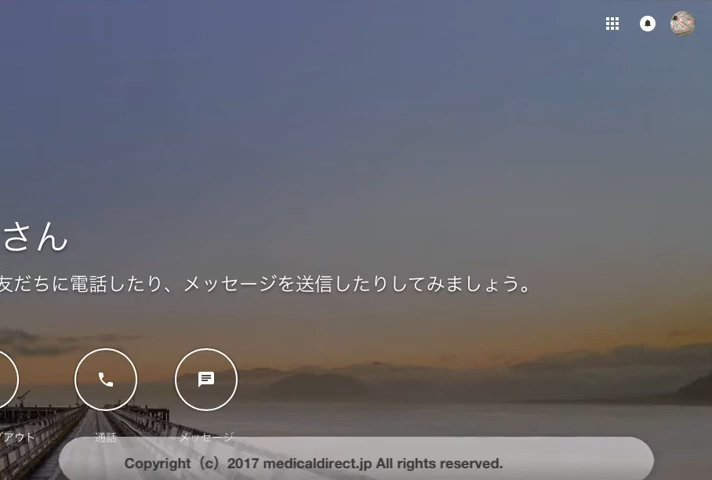 さん
友だちに電話したり、メッセージを送信したりしてみましょう。
グアウト
通話
メッセージ
Copyright（c）2017 medicaldirect.jp All rights reserved.